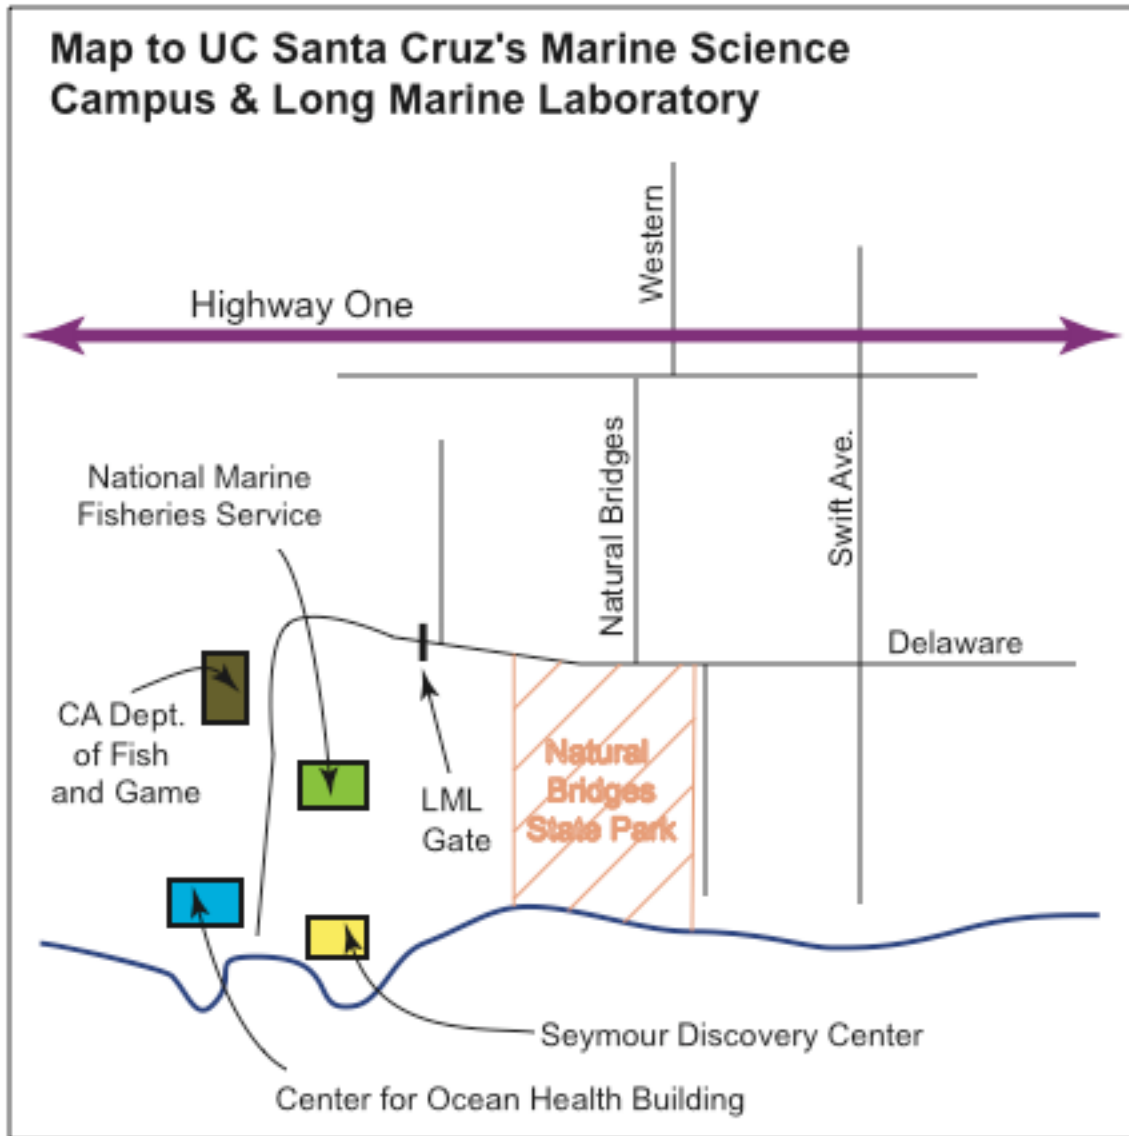 Map to UC Santa Cruz's Marine Science
Campus & Long Marine Laboratory
Western
Highway One
Natural Bridges
Swift Ave.
National Marine
Fisheries Service
Delaware
CA Dept.
of Fish
and Game
LML
Gate
Natural
Bridges
State Park
Seymour Discovery Center
Center for Ocean Health Building